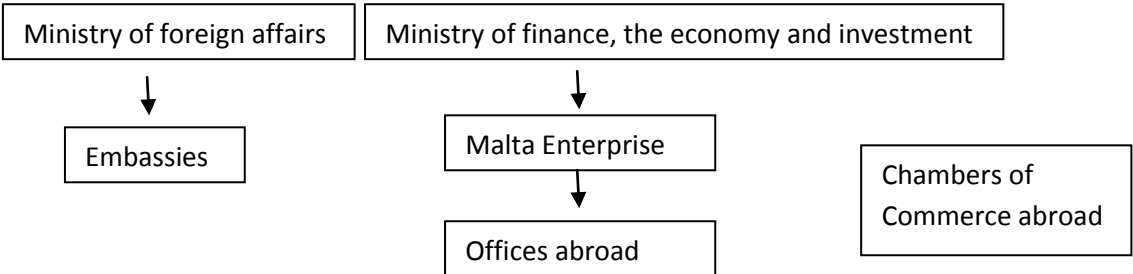 Ministry of foreign affairs
Ministry of finance, the economy and investment
Embassies
Malta Enterprise
Chambers of
Commerce abroad
Offices abroad